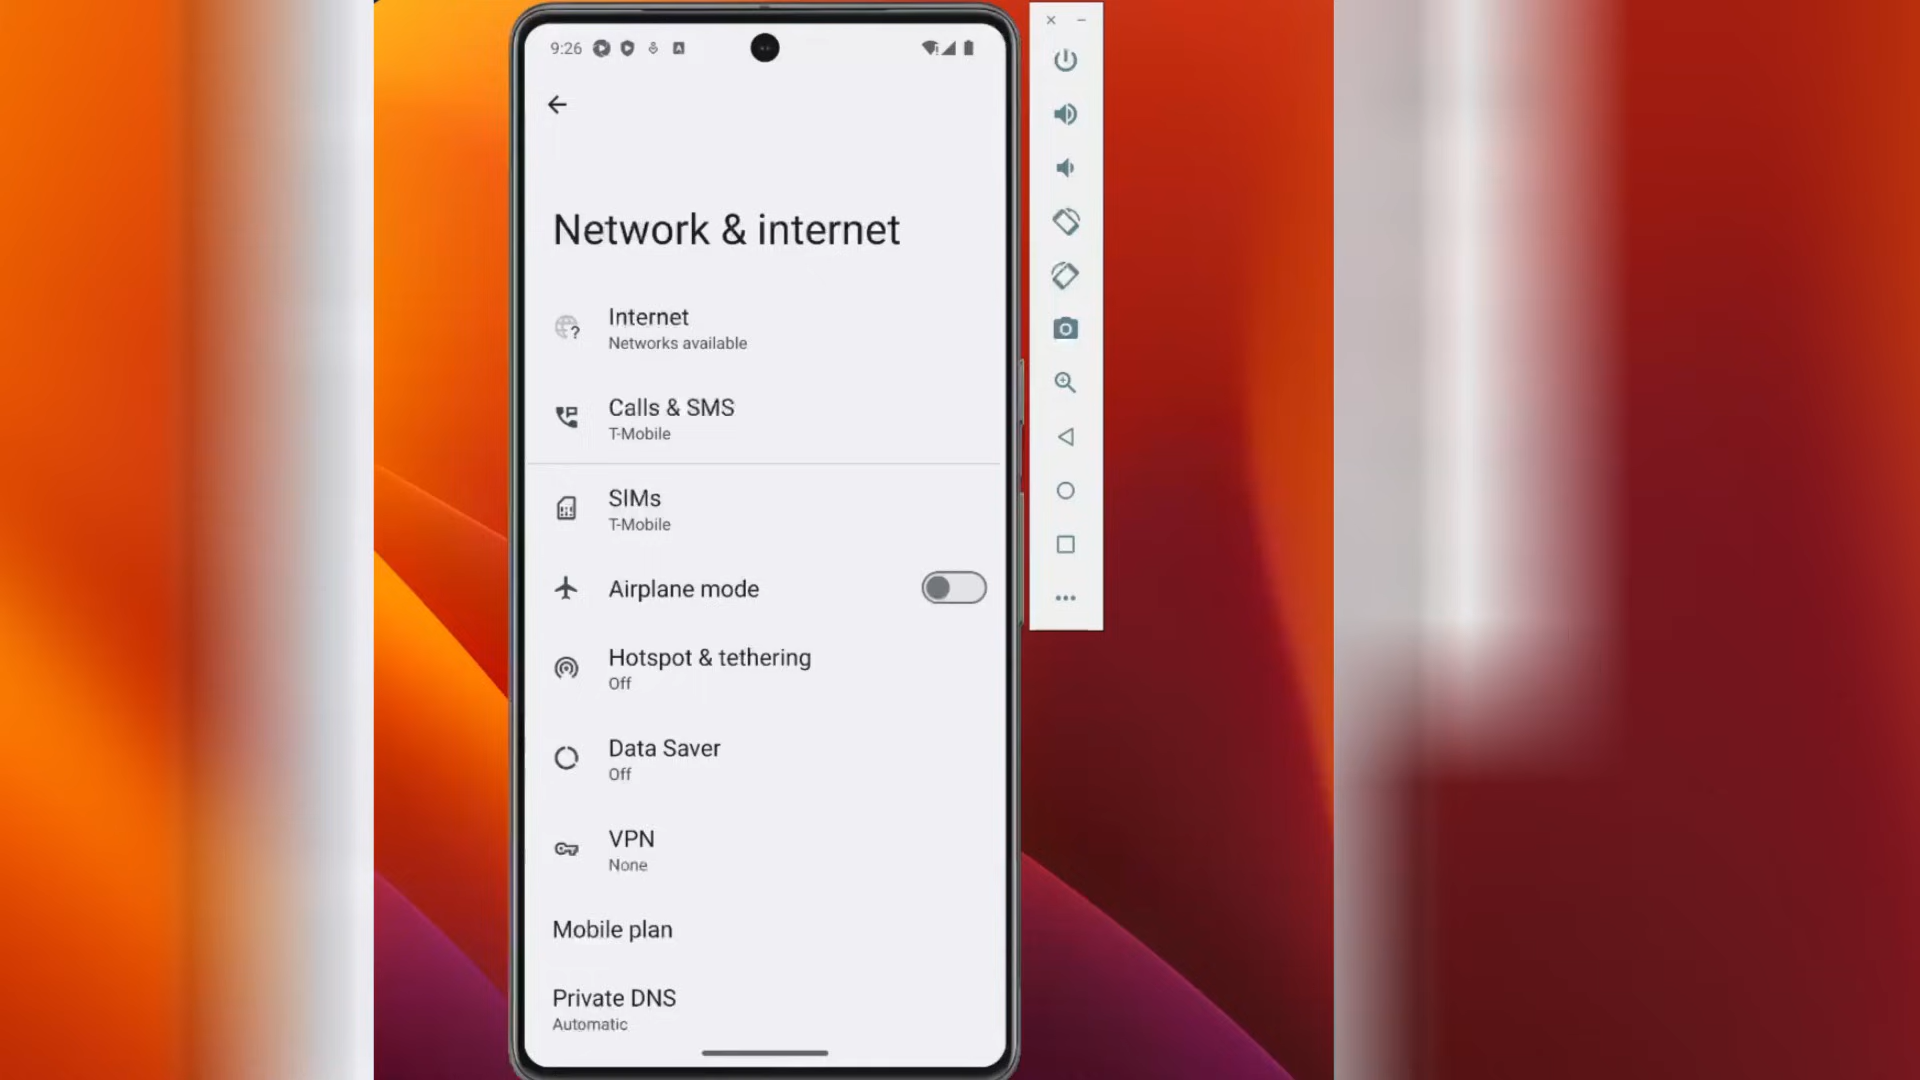 9:26
Network & internet
Internet
Networks available
Calls & SMS
T-Mobile
SIMs
T-Mobile
Airplane mode
Hotspot & tethering
Off
Data Saver
Off
VPN
None
Mobile plan
Private DNS
Automatic